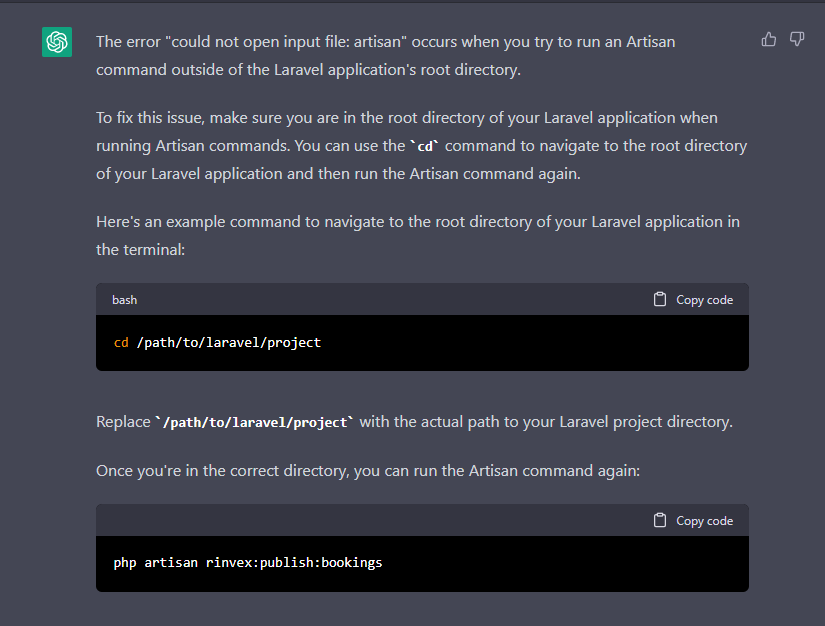 The error "could not open input file: artisan" occurs when you try to run an Artisan
command outside of the Laravel application's root directory.
To fix this issue, make sure you are in the root directory of your Laravel application when
running Artisan commands. You can use the `cd` command to navigate to the root directory
of your Laravel application and then run the Artisan command again.
Here's an example command to navigate to the root directory of your Laravel application in
the terminal:
bash Copy code
cd /path/to/laravel/project
Replace `/path/to/laravel/project` with the actual path to your Laravel project directory.
Once you're in the correct directory, you can run the Artisan command again:
Copy code
php artisan rinvex:publish:bookings